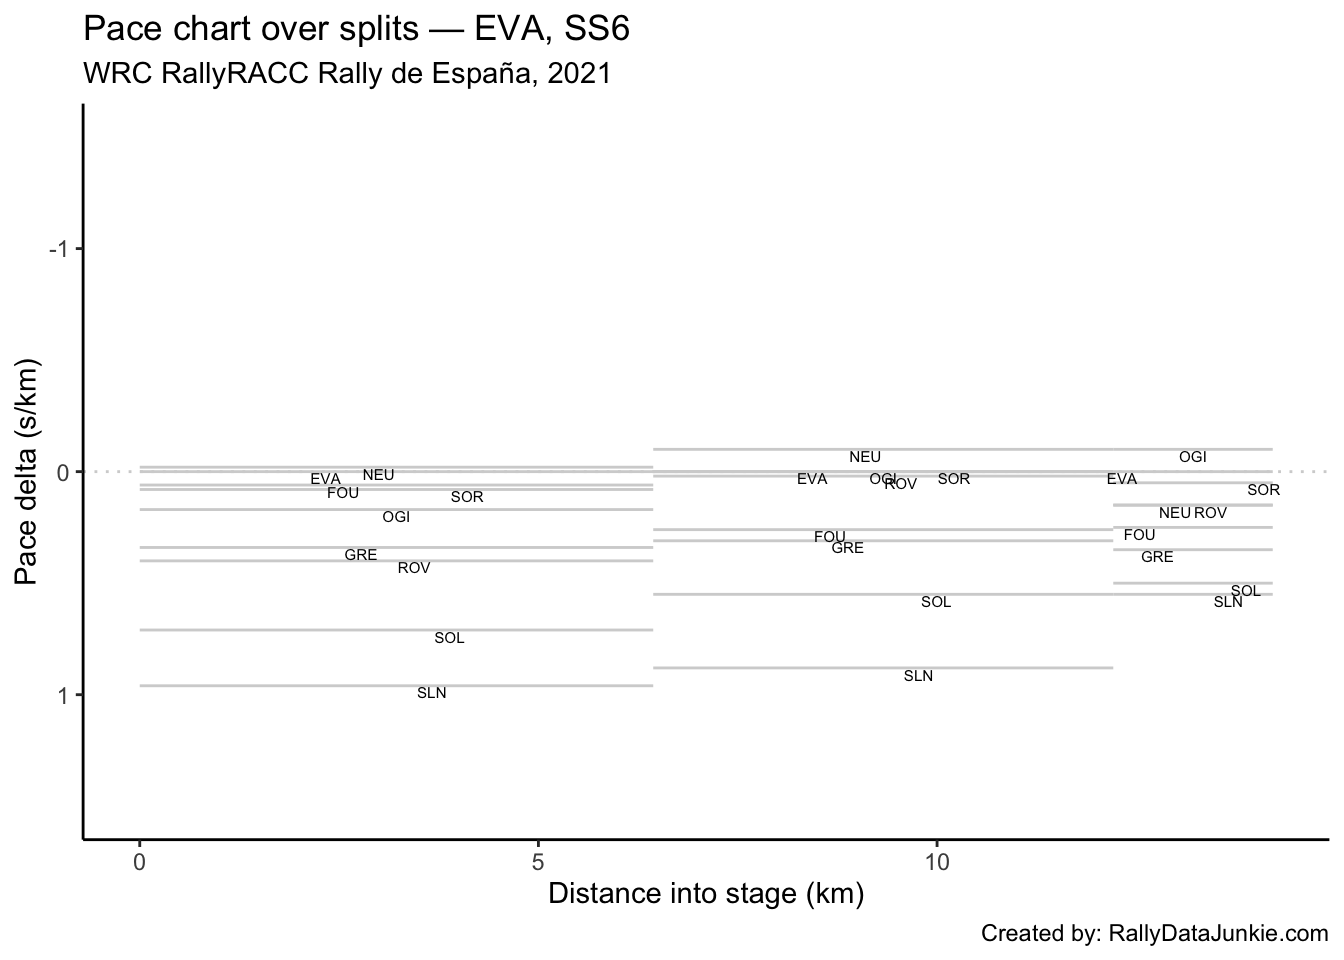 Pace chart over splits — EVA, SS6
WRC RallyRACC Rally de España, 2021
Pace delta (s/km)
-1
0
1
NEU
EVA
FOU
SOR
OGI
GRE
ROV
SOL
SLN
NEU
EVA
OGI
ROV
SOR
FOU
GRE
SOL
SLN
OGI
EVA
SOR
NEU ROV
FOU
GRE
SOL
SLN
0 5 10
Distance into stage (km)
Created by: RallyDataJunkie.com